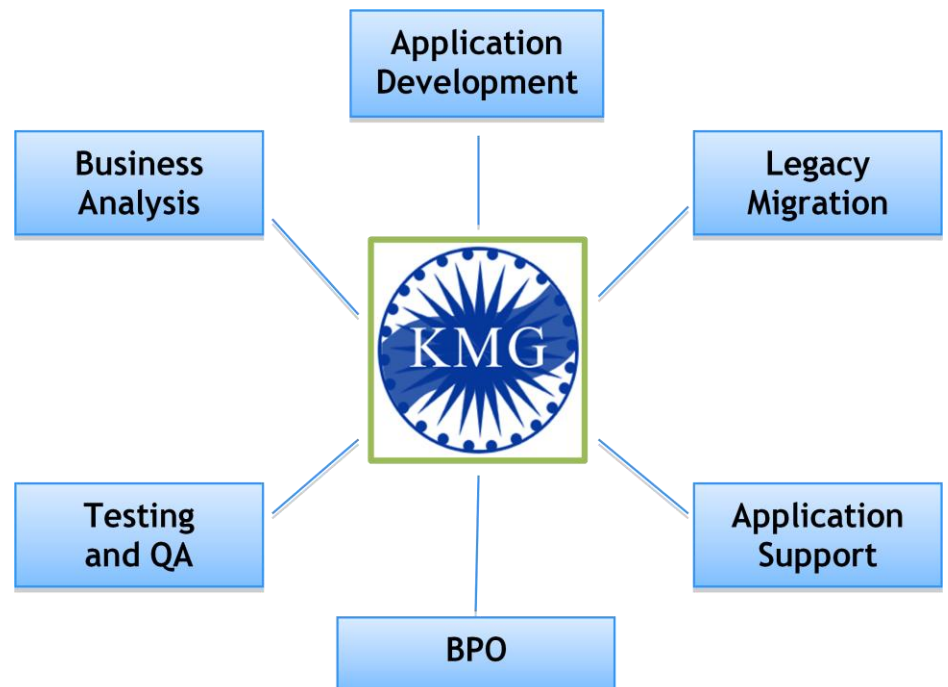 Application
Development
Business
Analysis
Legacy
Migration
KMG
Testing
and QA
Application
Support
BPO